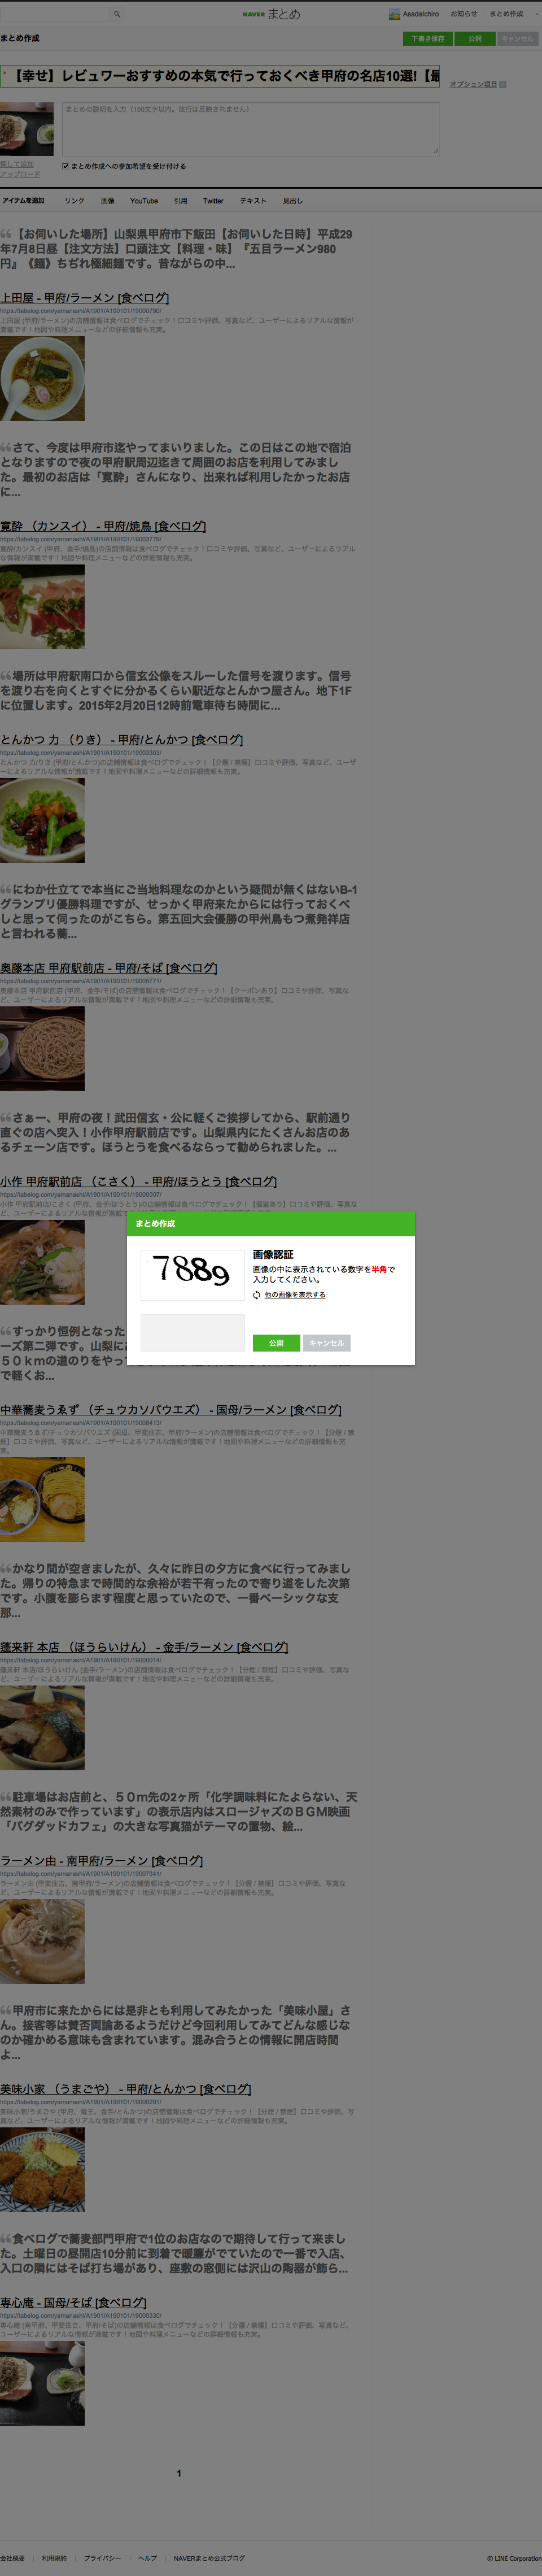 NAVER まとめ
AsadaIchiro お知らせ まとめ作成
まとめ作成
下書き保存 公開 キャンセル
* 【幸せ】レビュワーおすすめの本気で行っておくべき甲府の名店10選!【最
オプション項目
まとめの説明を入力（160文字以内。改行は反映されません）
探して追加
アップロード
まとめ作成への参加希望を受け付ける
アイテムを追加 リンク 画像 YouTube 引用 Twitter テキスト 見出し
【お伺いした場所】山梨県甲府市下飯田【お伺いした日時】平成29
年7月8日昼【注文方法】口頭注文【料理・味】『五目ラーメン980
円』《麺》ちぢれ極細麺です。昔ながらの中...
上田屋 - 甲府/ラーメン [食べログ]
https://tabelog.com/yamanashi/A1901/A190101/19000790/
上田屋 (甲府/ラーメン)の店舗情報は食べログでチェック！口コミや評価、写真など、ユーザーによるリアルな情報が
満載です！地図や料理メニューなどの詳細情報も充実。
さて、今度は甲府市迄やってまいりました。この日はこの地で宿泊
となりますので夜の甲府駅周辺迄きて周囲のお店を利用してみまし
た。最初のお店は「寛酔」さんになり、出来れば利用したかったお店
に...
寛酔 （カンスイ） - 甲府/焼鳥 [食べログ]
https://tabelog.com/yamanashi/A1901/A190101/19003779/
寛酔/カンスイ (甲府、金手/焼鳥)の店舗情報は食べログでチェック！口コミや評価、写真など、ユーザーによるリアル
な情報が満載です！地図や料理メニューなどの詳細情報も充実。
場所は甲府駅南口から信玄公像をスルーした信号を渡ります。信号
を渡り右を向くとすぐに分かるくらい駅近なとんかつ屋さん。地下1F
に位置します。2015年2月20日12時前電車待ち時間に...
とんかつ 力 （りき） - 甲府/とんかつ [食べログ]
https://tabelog.com/yamanashi/A1901/A190101/19003303/
とんかつ 力/りき (甲府/とんかつ)の店舗情報は食べログでチェック！【分煙 / 禁煙】口コミや評価、写真など、ユーザ
ーによるリアルな情報が満載です！地図や料理メニューなどの詳細情報も充実。
にわか仕立てで本当にご当地料理なのかという疑問が無くはないB-1
グランプリ優勝料理ですが、せっかく甲府来たからには行っておくべ
しと思って伺ったのがこちら。第五回大会優勝の甲州鳥もつ煮発祥店
と言われる蕎...
奥藤本店 甲府駅前店 - 甲府/そば [食べログ]
https://tabelog.com/yamanashi/A1901/A190101/19005771/
奥藤本店 甲府駅前店 (甲府、金手/そば)の店舗情報は食べログでチェック！【クーポンあり】口コミや評価、写真な
ど、ユーザーによるリアルな情報が満載です！地図や料理メニューなどの詳細情報も充実。
さぁー、甲府の夜！武田信玄・公に軽くご挨拶してから、駅前通り
直ぐの店へ突入！小作甲府駅前店です。山梨県内にたくさんお店のあ
るチェーン店です。ほうとうを食べるならって勧められました。...
小作 甲府駅前店 （こさく） - 甲府/ほうとう [食べログ]
https://tabelog.com/yamanashi/A1901/A190101/19000007/
小作 甲府駅前店/こさく (甲府、金手/ほうとう)の店舗情報は食べログでチェック！【個室あり】口コミや評価、写真な
まとめ作成
7889
画像認証
画像の中に表示されている数字を半角で
入力してください。
他の画像を表示する
公開 キャンセル
すっかり恒例となった
ーズ第二弾です。山梨に
５０ｋｍの道のりをやっ
で軽くお...
中華蕎麦うゑず （チュウカソバウエズ） - 国母/ラーメン [食べログ]
https://tabelog.com/yamanashi/A1901/A190101/19008413/
中華蕎麦うゑず/チュウカソバウエズ (国母、甲斐住吉、甲府/ラーメン)の店舗情報は食べログでチェック！【分煙 / 禁
煙】口コミや評価、写真など、ユーザーによるリアルな情報が満載です！地図や料理メニューなどの詳細情報も充
実。
かなり間が空きましたが、久々に昨日の夕方に食べに行ってみまし
た。帰りの特急まで時間的な余裕が若干有ったので寄り道をした次第
です。小腹を膨らます程度と思っていたので、一番ベーシックな支
那...
蓬来軒 本店 （ほうらいけん） - 金手/ラーメン [食べログ]
https://tabelog.com/yamanashi/A1901/A190101/19000014/
蓬来軒 本店/ほうらいけん (金手/ラーメン)の店舗情報は食べログでチェック！【分煙 / 禁煙】口コミや評価、写真な
ど、ユーザーによるリアルな情報が満載です！地図や料理メニューなどの詳細情報も充実。
駐車場はお店前と、５０ｍ先の2ヶ所「化学調味料にたよらない、天
然素材のみで作っています」の表示店内はスロージャズのＢＧＭ映画
「バグダッドカフェ」の大きな写真猫がテーマの置物、絵...
ラーメン由 - 南甲府/ラーメン [食べログ]
https://tabelog.com/yamanashi/A1901/A190101/19007341/
ラーメン由 (甲斐住吉、南甲府/ラーメン)の店舗情報は食べログでチェック！【分煙 / 禁煙】口コミや評価、写真な
ど、ユーザーによるリアルな情報が満載です！地図や料理メニューなどの詳細情報も充実。
甲府市に来たからには是非とも利用してみたかった「美味小屋」さ
ん。接客等は賛否両論あるようだけど今回利用してみてどんな感じな
のか確かめる意味も含まれています。混み合うとの情報に開店時間
よ...
美味小家 （うまごや） - 甲府/とんかつ [食べログ]
https://tabelog.com/yamanashi/A1901/A190101/19000291/
美味小家/うまごや (甲府、竜王、金手/とんかつ)の店舗情報は食べログでチェック！【分煙 / 禁煙】口コミや評価、写
真など、ユーザーによるリアルな情報が満載です！地図や料理メニューなどの詳細情報も充実。
食べログで蕎麦部門甲府で1位のお店なので期待して行って来まし
た。土曜日の昼開店10分前に到着で暖簾がでていたので一番で入店、
入口の隣にはそば打ち場があり、座敷の窓側には沢山の陶器が飾ら...
専心庵 - 国母/そば [食べログ]
https://tabelog.com/yamanashi/A1901/A190101/19000330/
専心庵 (南甲府、甲斐住吉、甲府/そば)の店舗情報は食べログでチェック！【分煙 / 禁煙】口コミや評価、写真など、
ユーザーによるリアルな情報が満載です！地図や料理メニューなどの詳細情報も充実。
1
会社概要 利用規約 プライバシー ヘルプ NAVERまとめ公式ブログ
© LINE Corporation